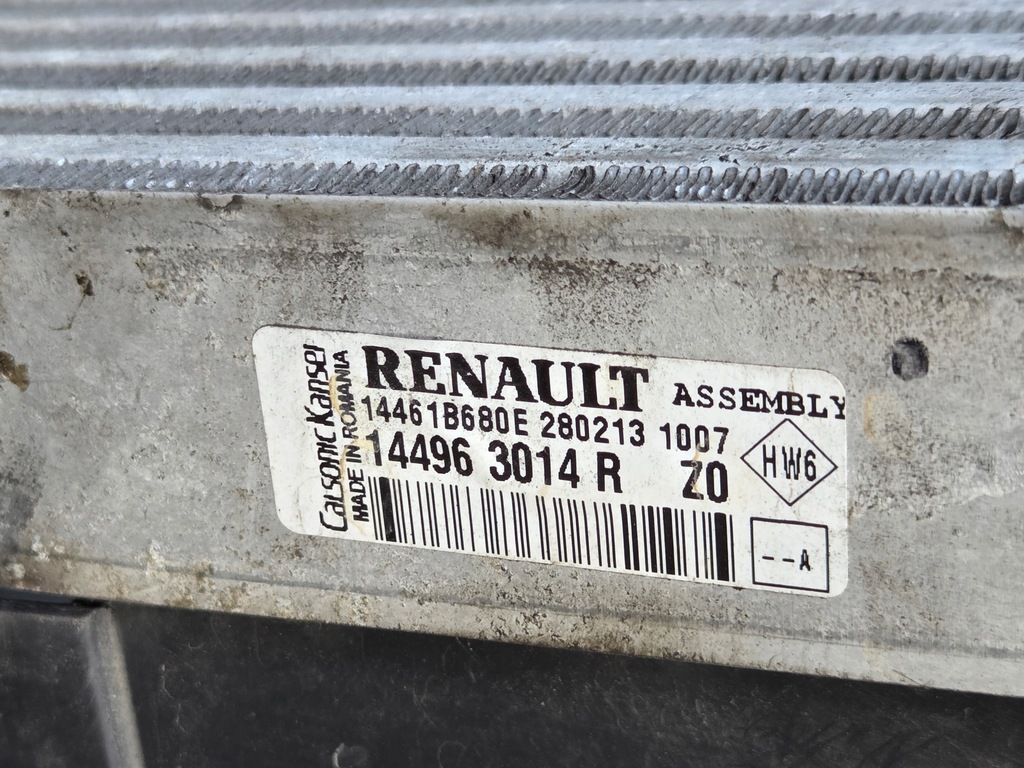 Calsonic Kansei
MADE IN ROMANIA
RENAULT ASSEMBLY
14461B680E 280213 1007
14496 3014 R Z0
HW6
--A